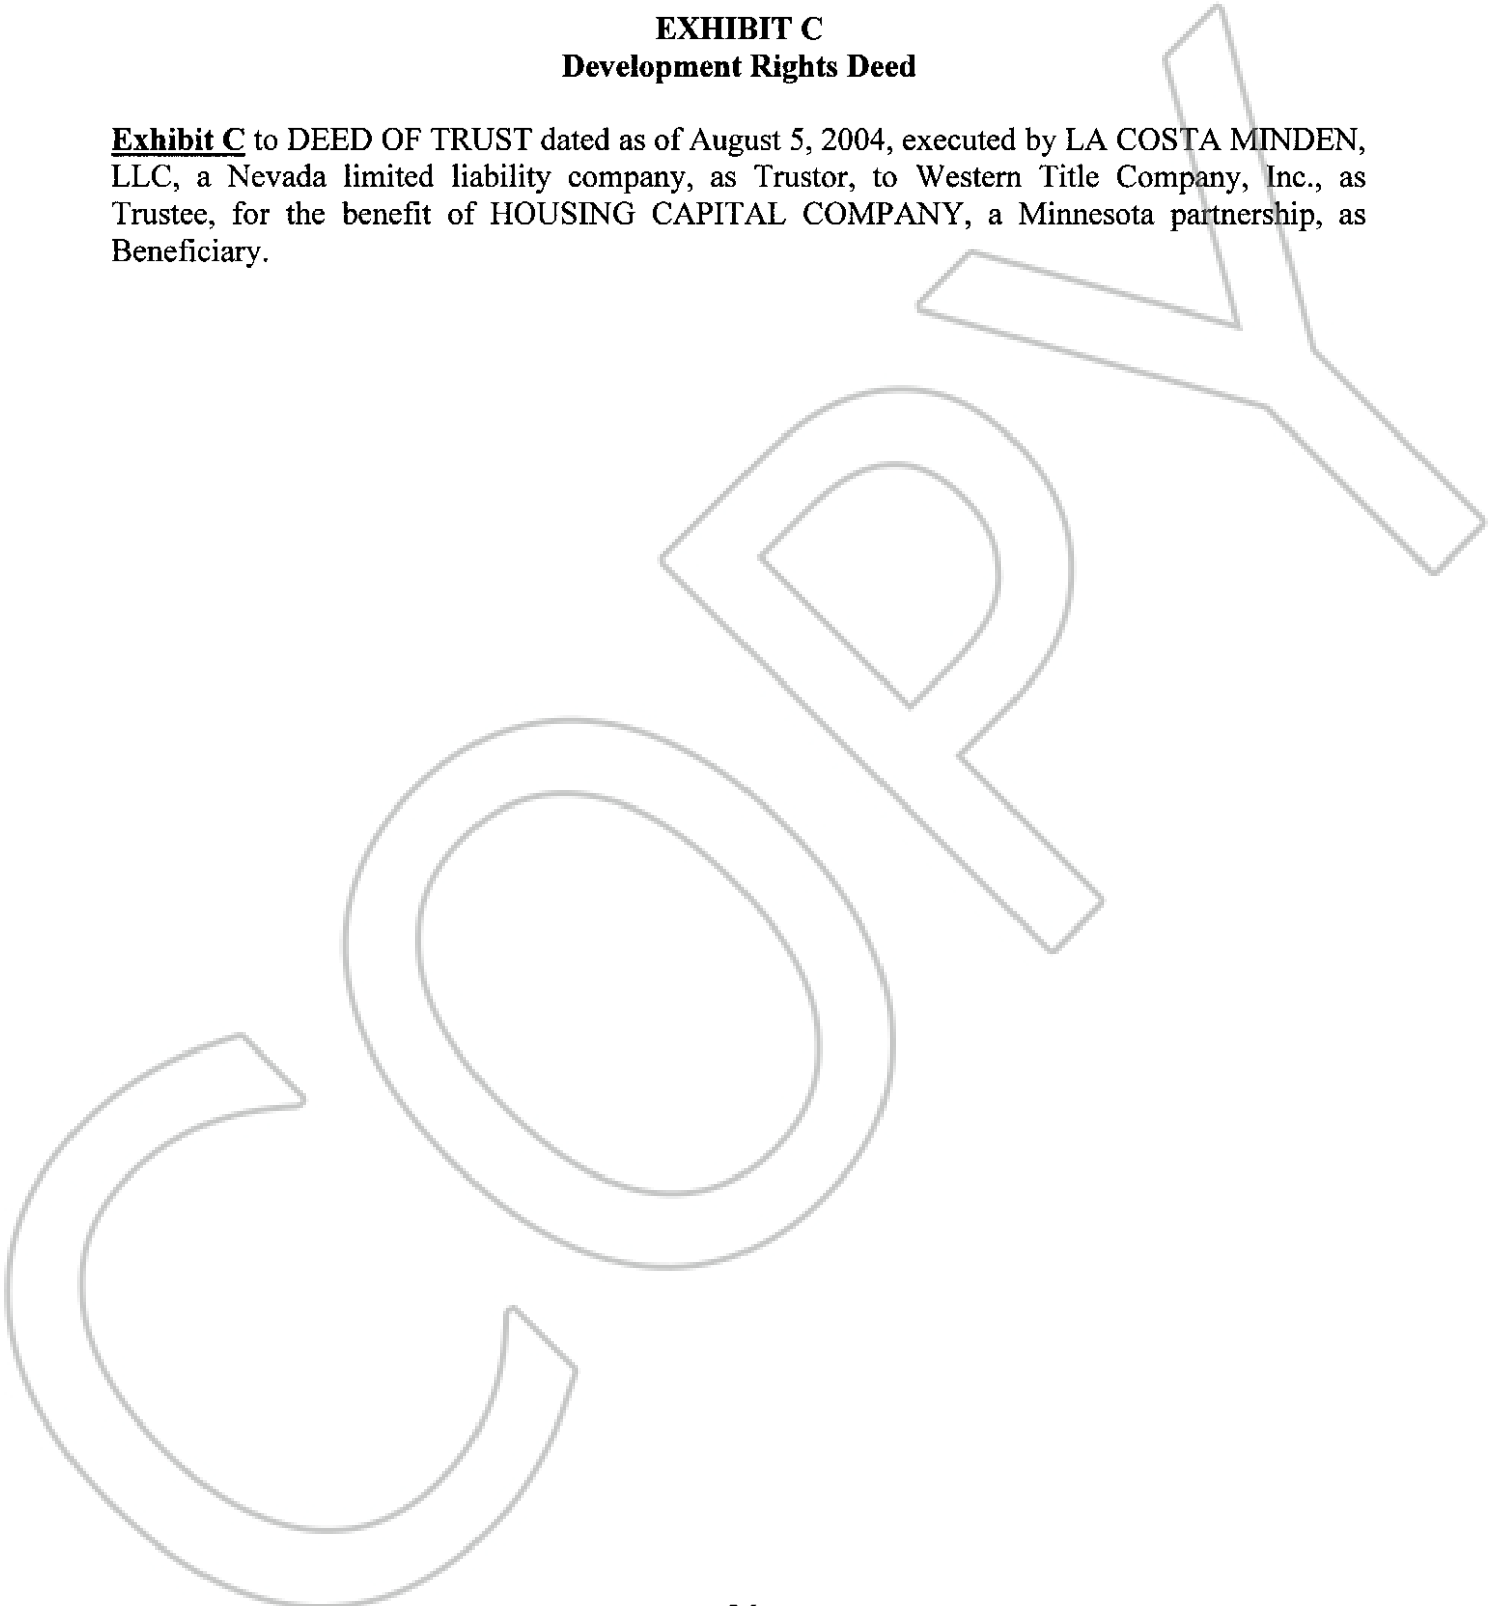 EXHIBIT C
Development Rights Deed
Exhibit C to DEED OF TRUST dated as of August 5, 2004, executed by LA COSTA MINDEN,
LLC, a Nevada limited liability company, as Trustor, to Western Title Company, Inc., as
Trustee, for the benefit of HOUSING CAPITAL COMPANY, a Minnesota partnership, as
Beneficiary.
COPY